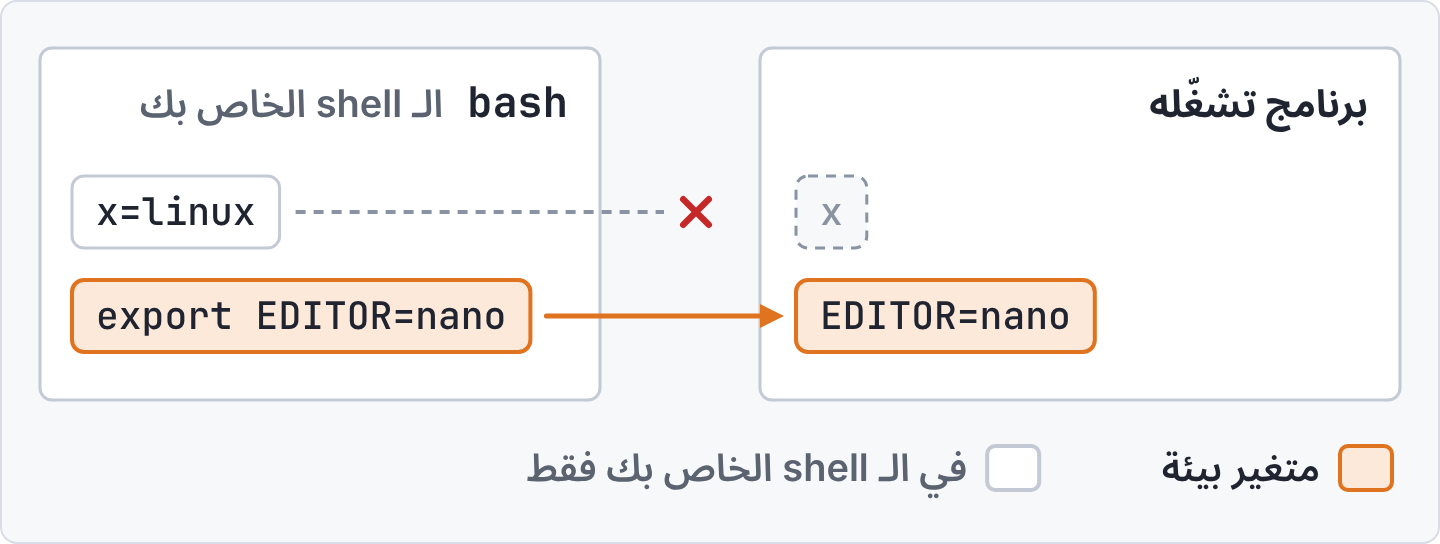 bash الـ shell الخاص بك
x=linux
export EDITOR=nano
برنامج تشغّله
x
EDITOR=nano
متغير بيئة
في الـ shell الخاص بك فقط